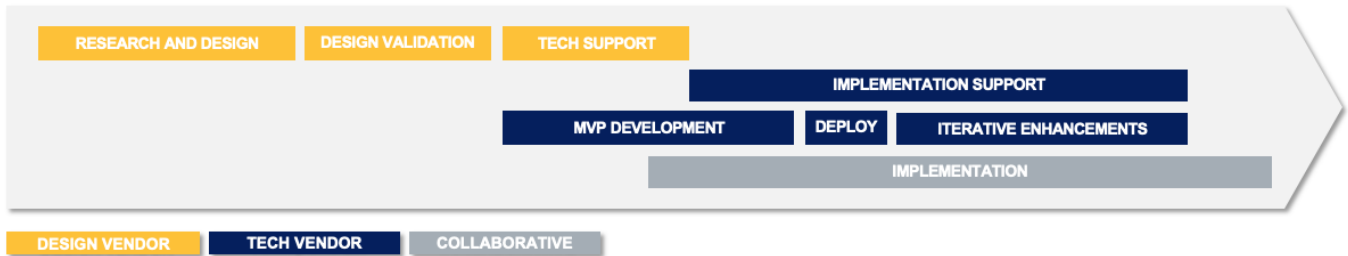 RESEARCH AND DESIGN
DESIGN VALIDATION
TECH SUPPORT
IMPLEMENTATION SUPPORT
MVP DEVELOPMENT
DEPLOY
ITERATIVE ENHANCEMENTS
IMPLEMENTATION
DESIGN VENDOR
TECH VENDOR
COLLABORATIVE